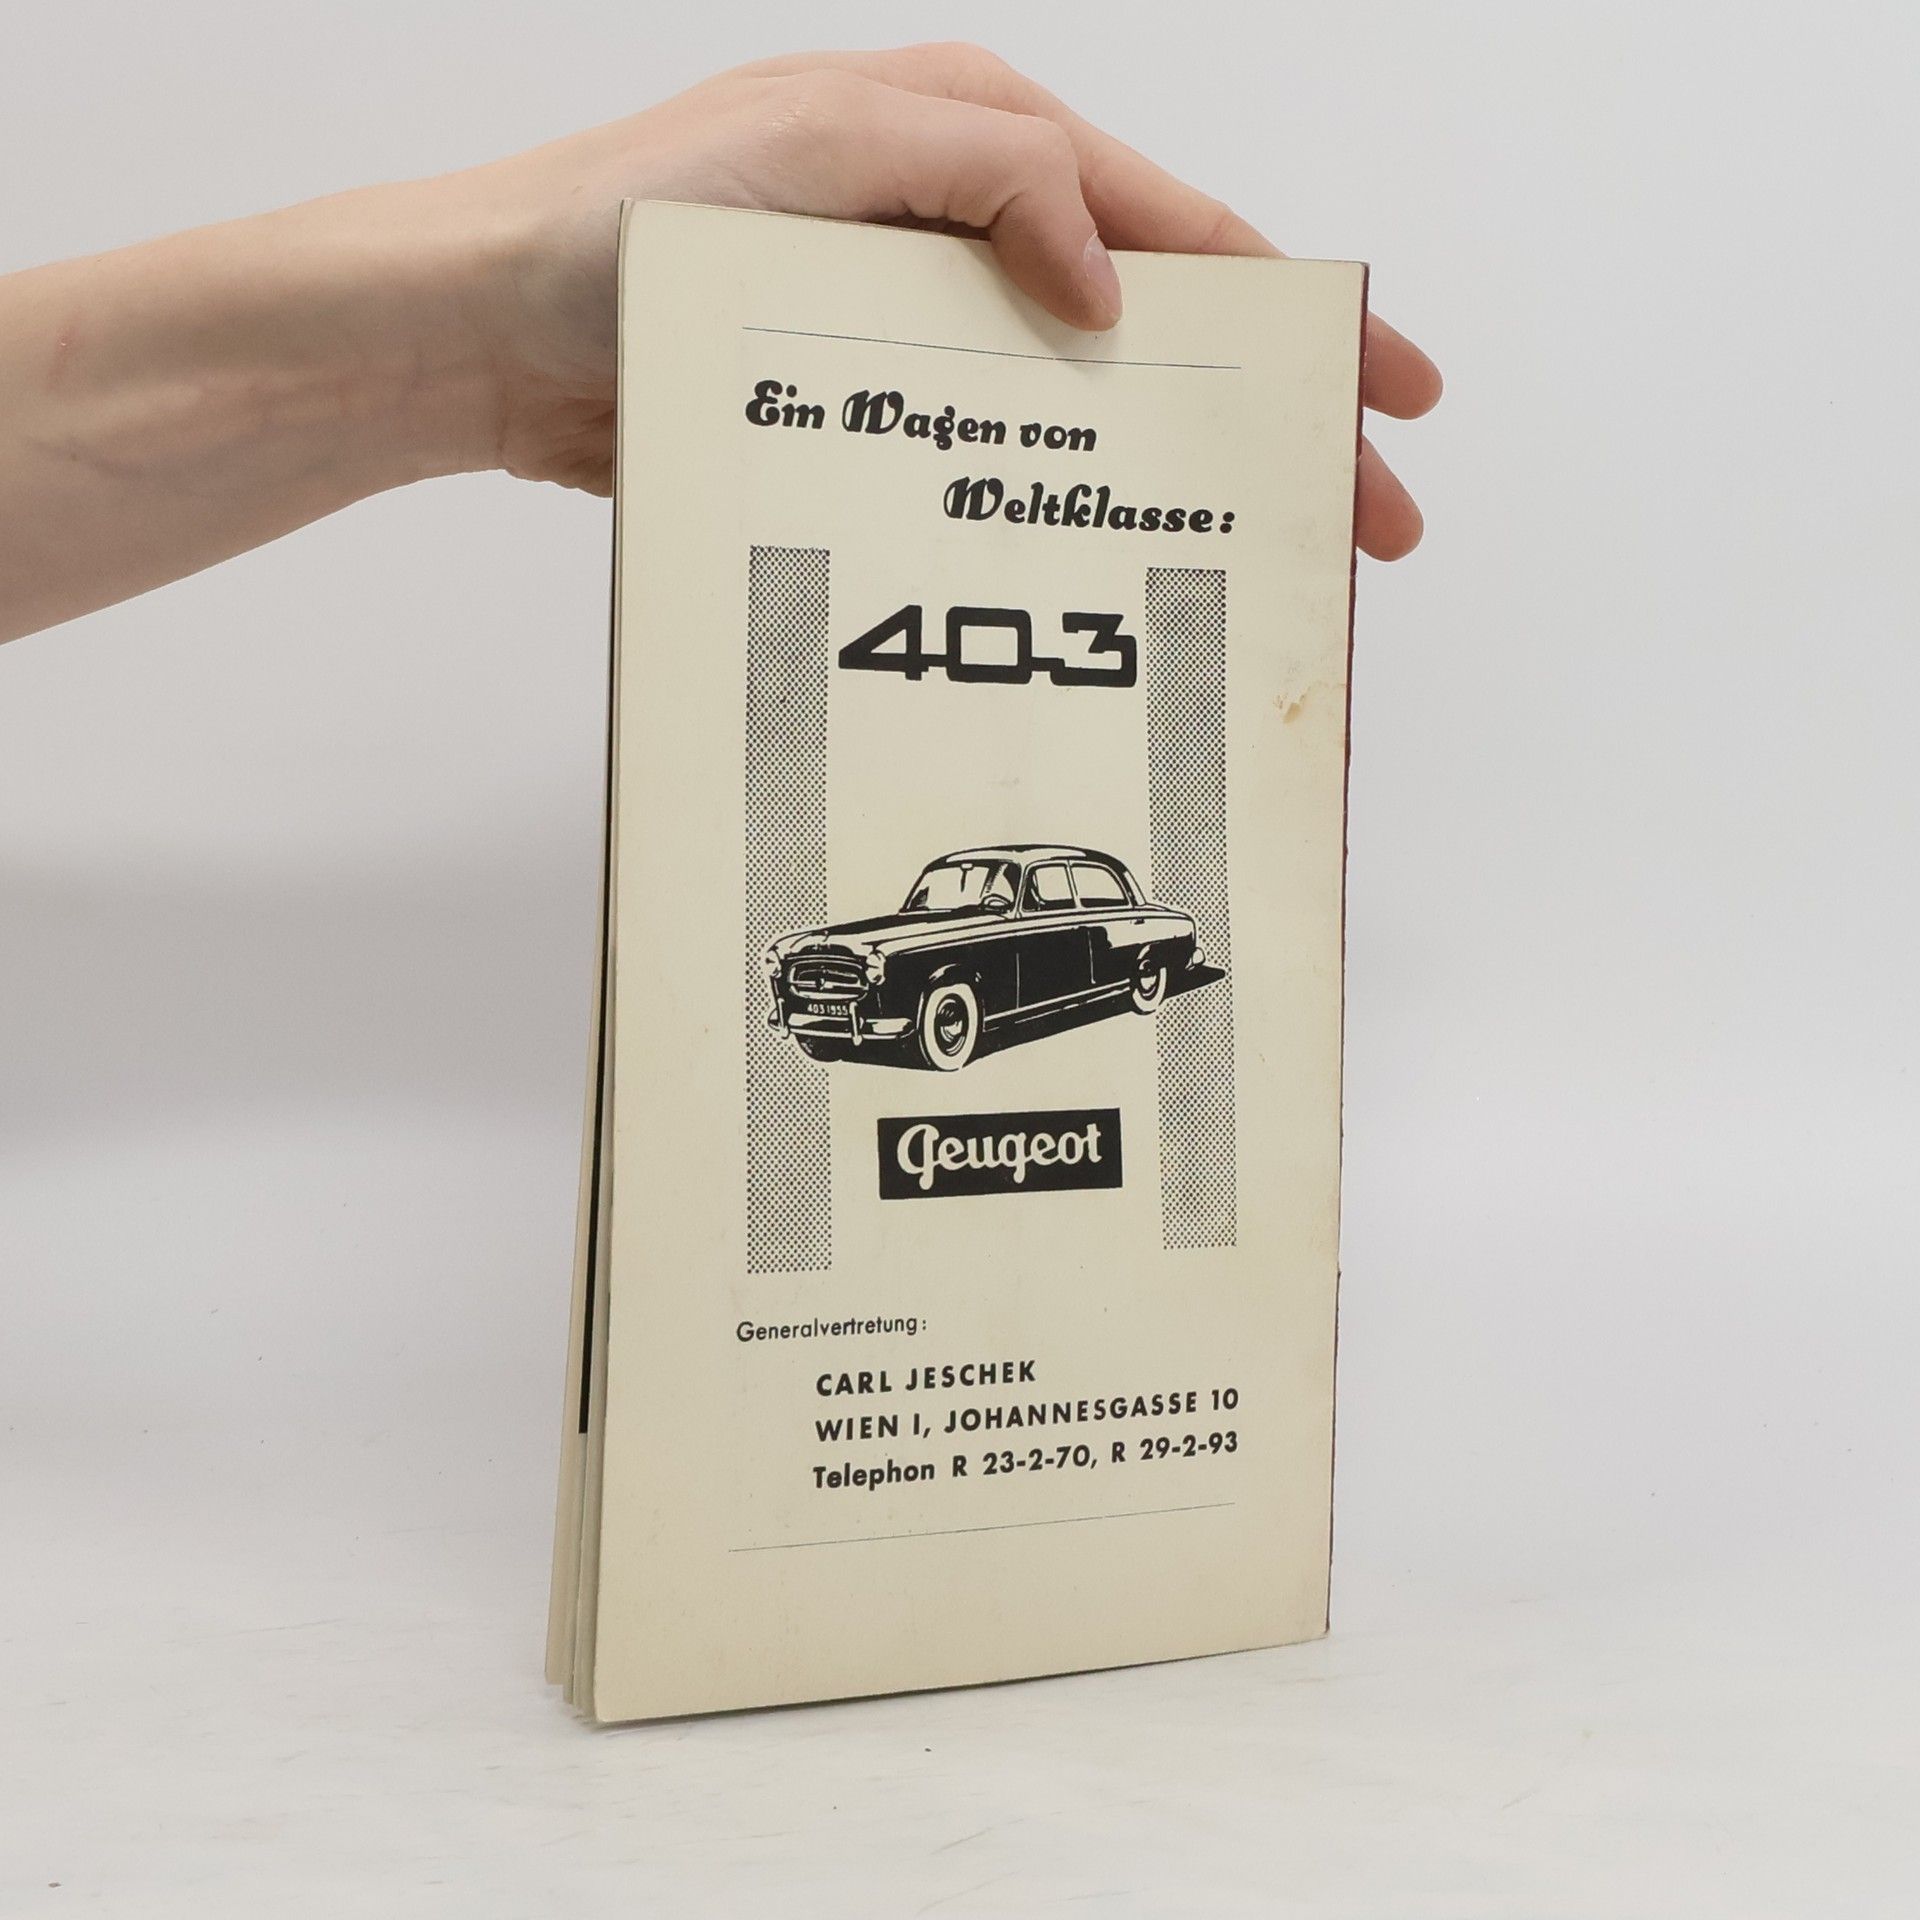 Ein Wagen von
Weltklasse:
403
403 1955
Peugeot
Generalvertretung:
CARL JESCHEK
WIEN I, JOHANNESGASSE 10
Telephon R 23-2-70, R 29-2-93